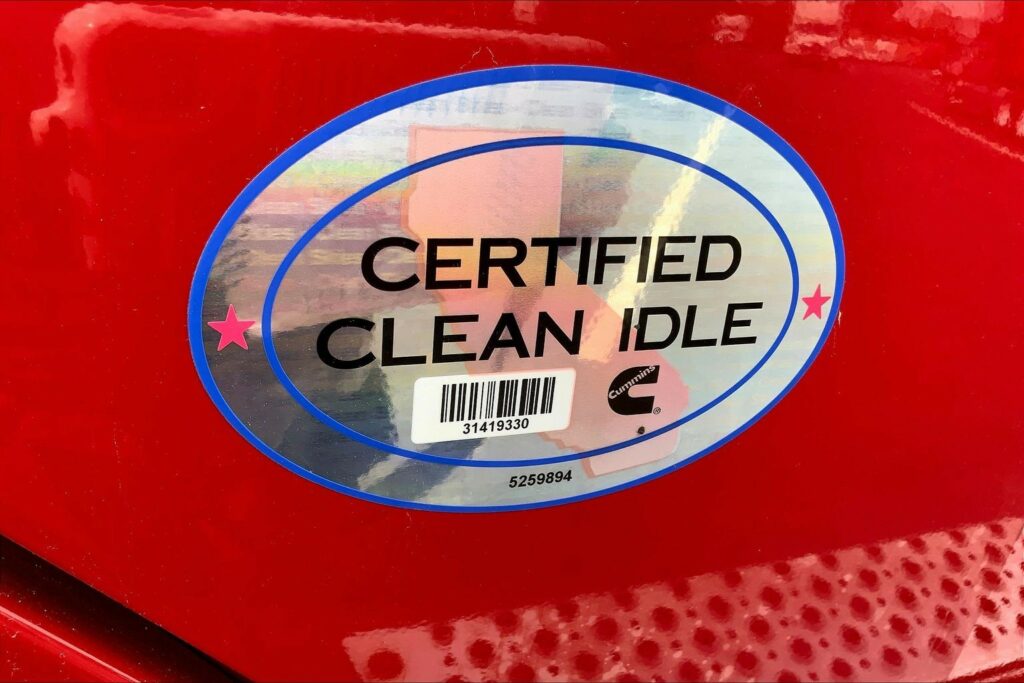 CERTIFIED
CLEAN IDLE
Cummins
®
31419330
5259894